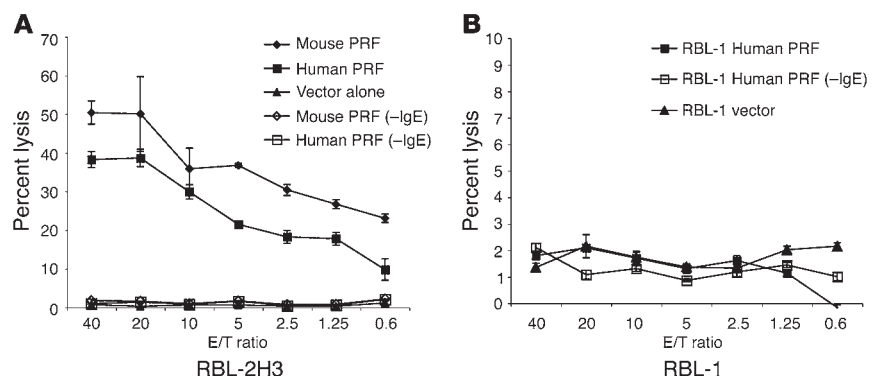 A
70
60
50
40
30
20
10
0
Percent lysis
Mouse PRF
Human PRF
Vector alone
Mouse PRF (–IgE)
Human PRF (–IgE)
40 20 10 5 2.5 1.25 0.6
E/T ratio
RBL-2H3
B
10
9
8
7
6
5
4
3
2
1
0
Percent lysis
RBL-1 Human PRF
RBL-1 Human PRF (–IgE)
RBL-1 vector
40 20 10 5 2.5 1.25 0.6
E/T ratio
RBL-1